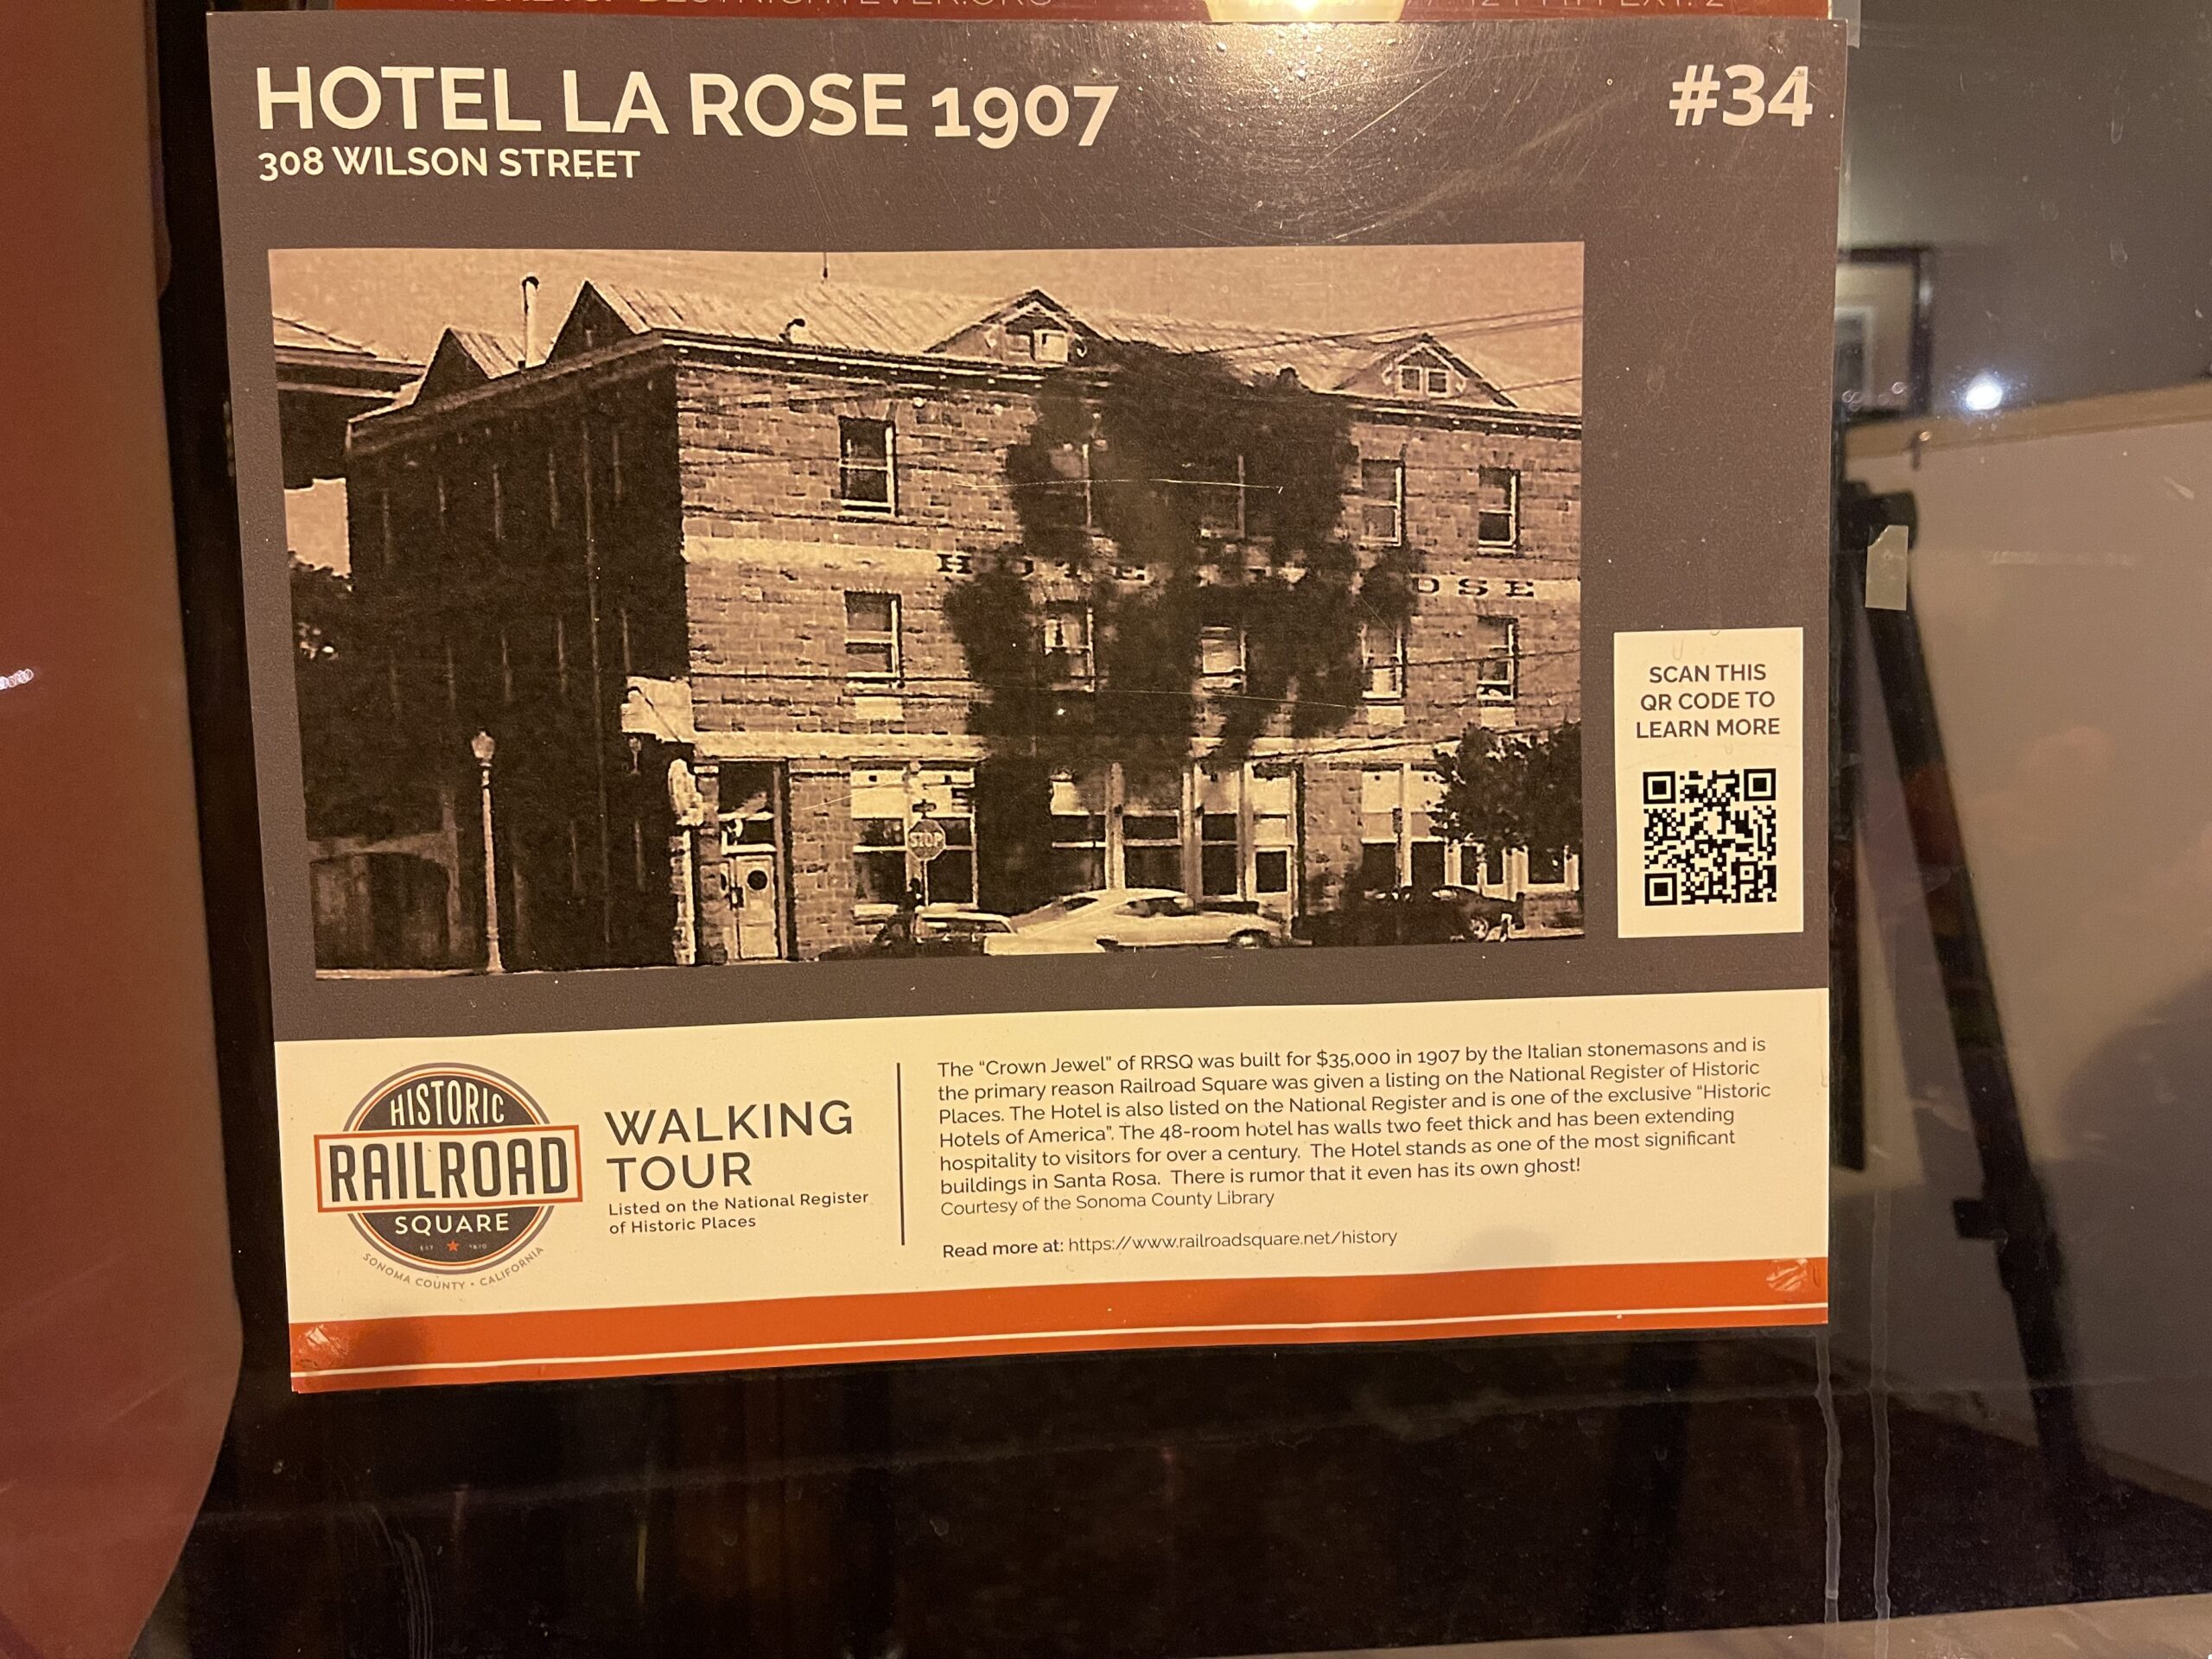 HOTEL LA ROSE 1907
#34
308 WILSON STREET
HOTE
OSE
STOP
SCAN THIS
QR CODE TO
LEARN MORE
HISTORIC
RAILROAD
SQUARE
EST 1870
SONOMA COUNTY • CALIFORNIA
WALKING
TOUR
Listed on the National Register
of Historic Places
The “Crown Jewel” of RRSQ was built for $35,000 in 1907 by the Italian stonemasons and is
the primary reason Railroad Square was given a listing on the National Register of Historic
Places. The Hotel is also listed on the National Register and is one of the exclusive “Historic
Hotels of America”. The 48-room hotel has walls two feet thick and has been extending
hospitality to visitors for over a century. The Hotel stands as one of the most significant
buildings in Santa Rosa. There is rumor that it even has its own ghost!
Courtesy of the Sonoma County Library
Read more at: https://www.railroadsquare.net/history